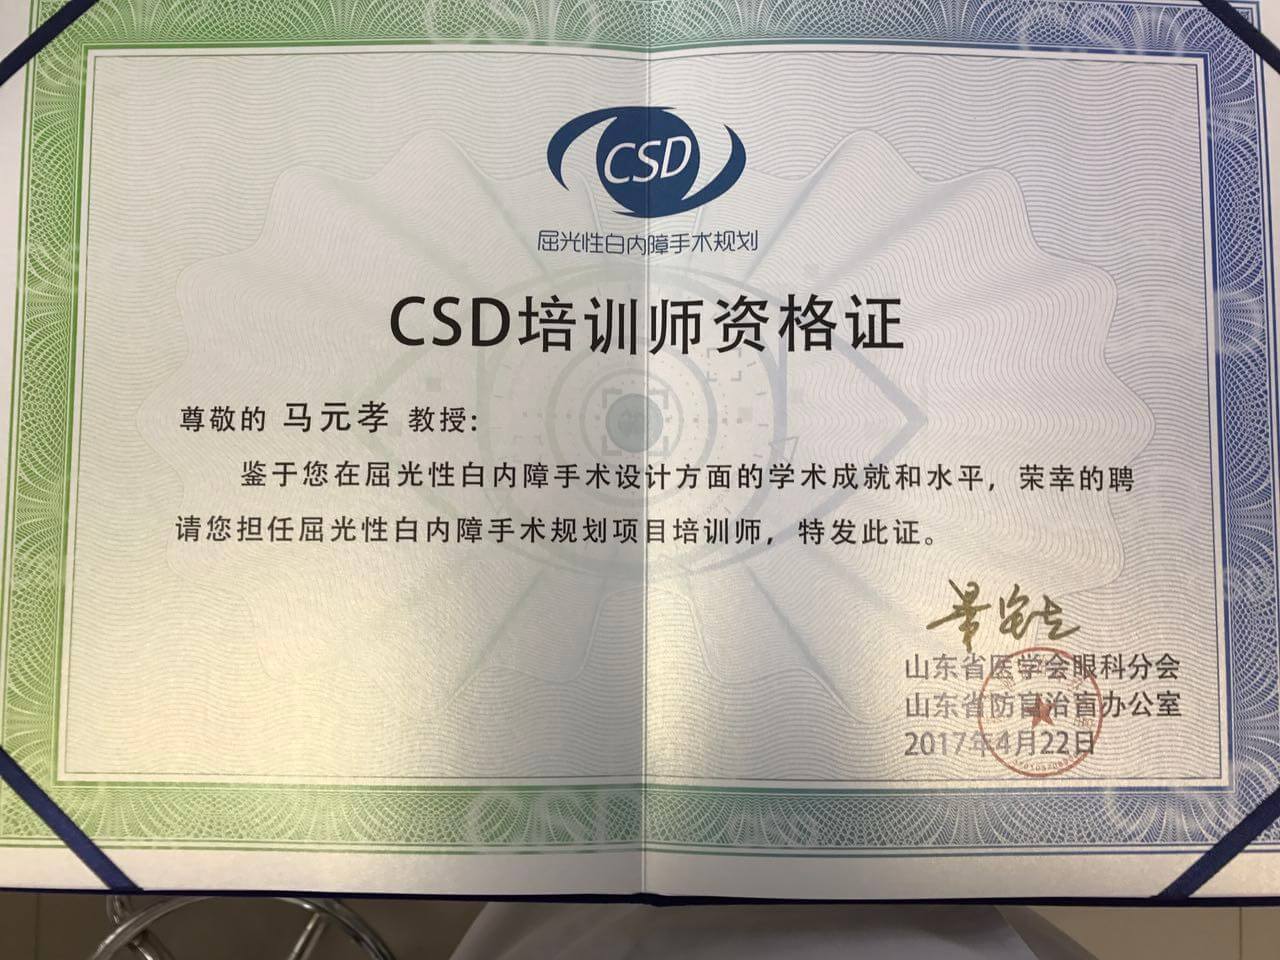 CSD
屈光性白内障手术规划
CSD培训师资格证
尊敬的 马元孝 教授:
鉴于您在屈光性白内障手术设计方面的学术成就和水平, 荣幸的聘
请您担任屈光性白内障手术规划项目培训师, 特发此证。
山东省医学会眼科分会
山东省防盲治盲办公室
2017年4月22日